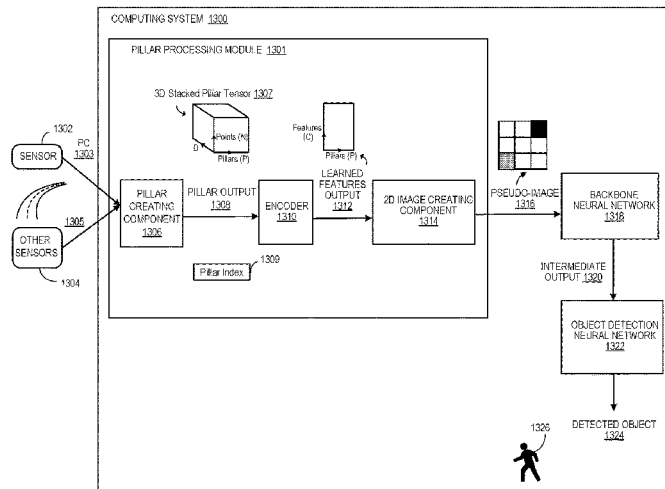 COMPUTING SYSTEM 1300
PILLAR PROCESSING MODULE 1301
3D Stacked Pillar Tensor 1307
1302
SENSOR
PC
1303
D
Points (N)
Pillars (P)
Features
(C)
Pillars (P)
PILLAR
CREATING
COMPONENT
1306
PILLAR OUTPUT
1308
ENCODER
1310
LEARNED
FEATURES
OUTPUT
1312
2D IMAGE CREATING
COMPONENT
1314
PSEUDO-IMAGE
1316
BACKBONE
NEURAL NETWORK
1318
1305
OTHER
SENSORS
1304
Pillar Index
1309
INTERMEDIATE
OUTPUT 1320
OBJECT DETECTION
NEURAL NETWORK
1322
DETECTED OBJECT
1324
1326